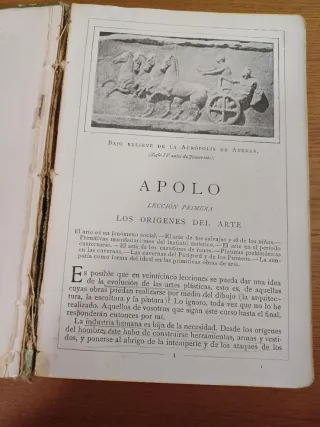 BAJO RELIEVE DE LA ACRÓPOLIS DE ATENAS.
(Siglo IV antes de Jesucristo).
APOLO
LECCIÓN PRIMERA
LOS ORÍGENES DEL ARTE
El arte es un fenómeno social.—El arte de los salvajes y el de los niños.—
Primitivas manifestaciones del instinto artístico.—El arte en el período
cuaternario.—El arte de los cazadores de renos.—Pinturas prehistóricas
en las cavernas.—Las cavernas del Perigord y de los Pirineos.—La
como forma del ideal en las primitivas obras de arte.
Es posible que en veinticinco lecciones se pueda dar una idea
de la evolución de las artes plásticas, esto es, de aquellas
cuyas obras puedan realizarse por medio del dibujo (la arquitec-
tura, la escultura y la pintura)? Lo ignoro, toda vez que no la he
realizado. Aquellos de vosotros que sigan este curso hasta el final,
responderán entonces por mí.
La industria humana es hija de la necesidad. Desde los orígenes
del hombre, éste hubo de construirse herramientas, armas y vesti-
dos, y ponerse al abrigo de la intemperie y de los ataques de los
1
1